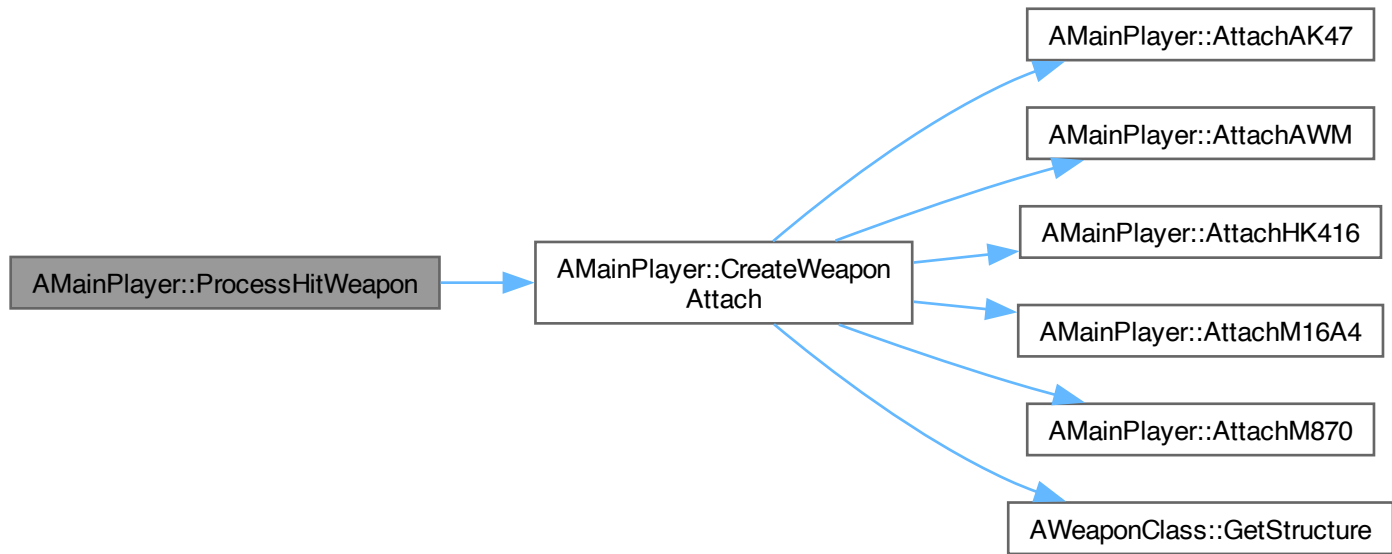 AMainPlayer::ProcessHitWeapon
AMainPlayer::CreateWeapon
Attach
AMainPlayer::AttachAK47
AMainPlayer::AttachAWM
AMainPlayer::AttachHK416
AMainPlayer::AttachM16A4
AMainPlayer::AttachM870
AWeaponClass::GetStructure